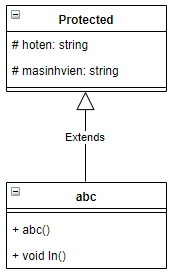 Protected
# hoten: string
# masinhvien: string
Extends
abc
+ abc()
+ void In()